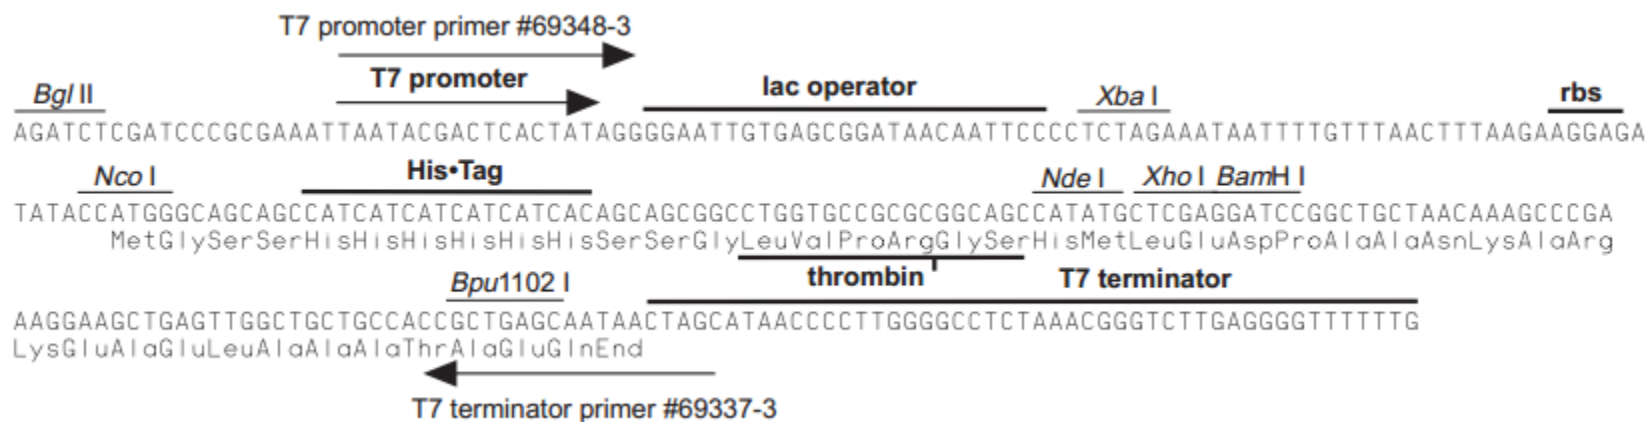 T7 promoter primer #69348-3
T7 promoter
Bgl II
lac operator
Xba I
rbs
AGATCTCGATCCCGCGAAATTAATACGACTCACTATAGGGGAATTGTGAGCGGATAACAATTCCCCTCTAGAAATAATTTTGTTTAACTTTAAGAAGGAGA
Nco I His•Tag Nde I Xho I BamH I
TATACCATGGGCAGCAGCCATCATCATCATCATCACAGCAGCGGCCTGGTGCCGCGCGGCAGCCATATGCTCGAGGATCCGGCTGCTAACAAAGCCCGA
MetGlySerSerHisHisHisHisHisHisSerSerGlyLeuValProArgGlySerHisMetLeuGluAspProAlaAlaAsnLysAlaArg
Bpu1102 I thrombin T7 terminator
AAGGAAGCTGAGTTGGCTGCTGCCACCGCTGAGCAATAACTAGCATAACCCCTTGGGGCCTCTAAACGGGTCTTGAGGGGTTTTTTG
LysGluAlaGluLeuAlaAlaAlaThrAlaGluGlnEnd
T7 terminator primer #69337-3